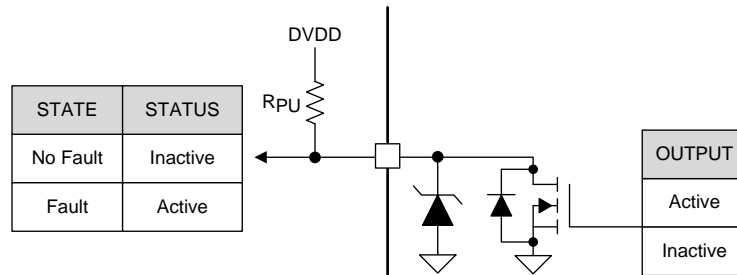 DVDD
RPU
STATE STATUS
No Fault Inactive
Fault Active
OUTPUT
Active
Inactive